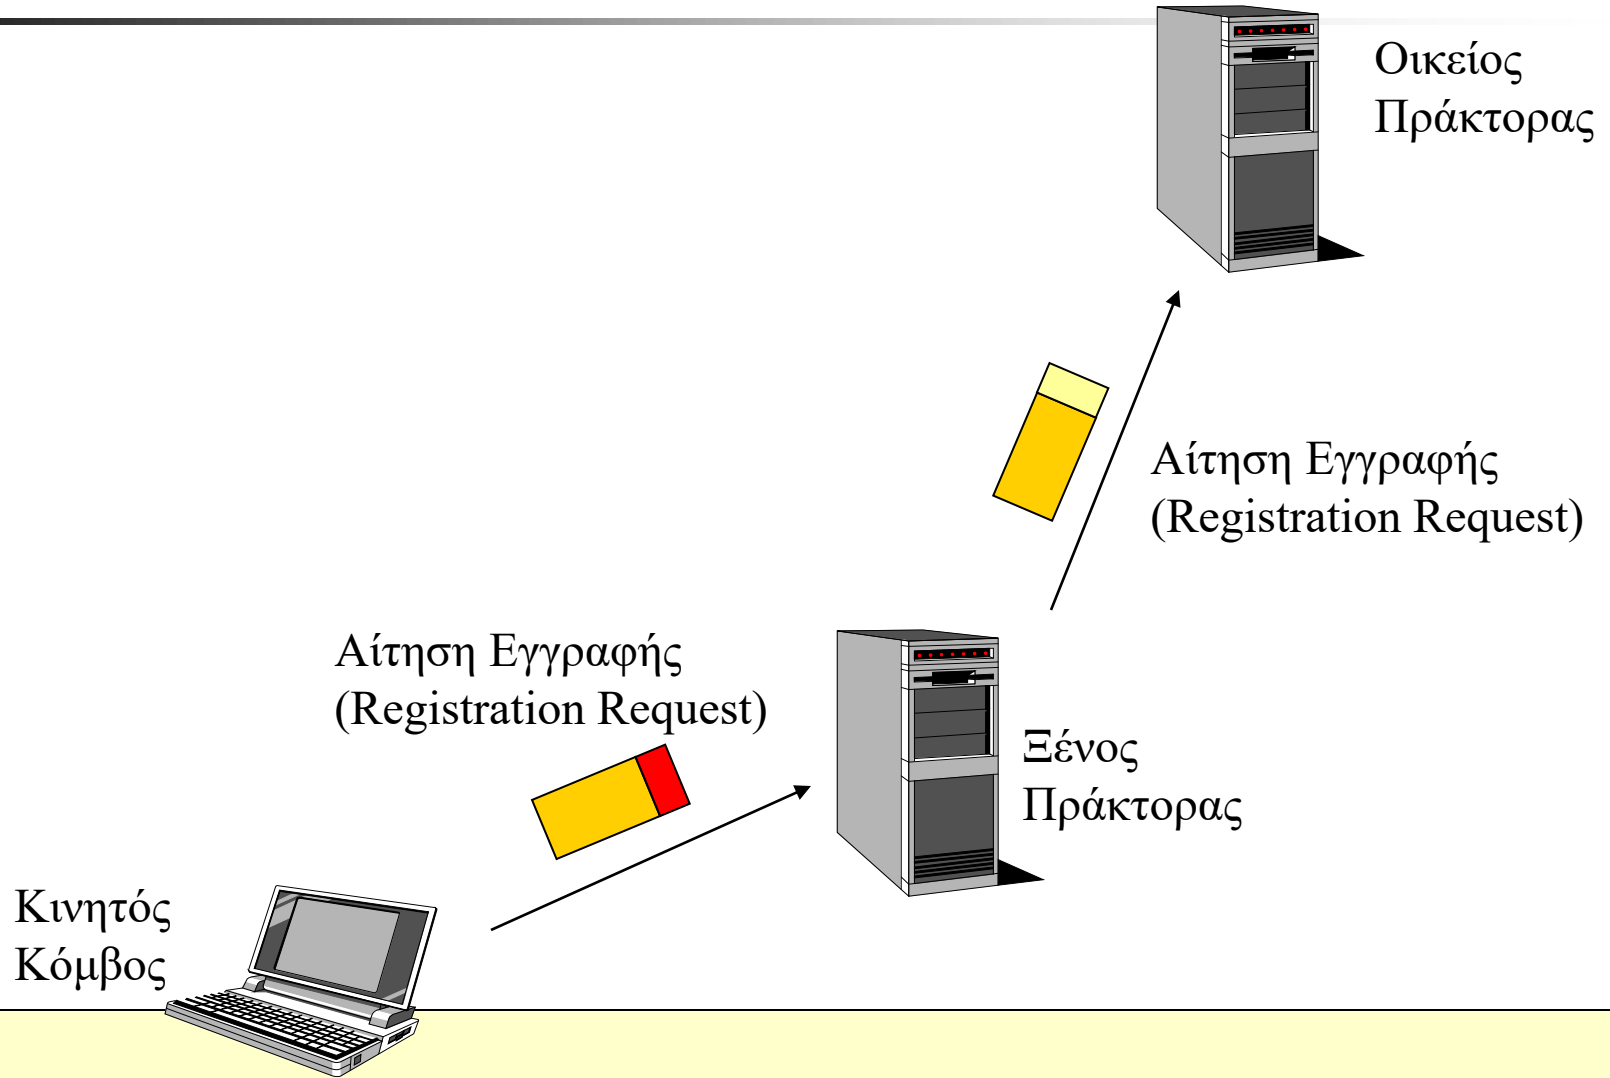 Οικείος
Πράκτορας
Αίτηση Εγγραφής
(Registration Request)
Αίτηση Εγγραφής
(Registration Request)
Ξένος
Πράκτορας
Κινητός
Κόμβος